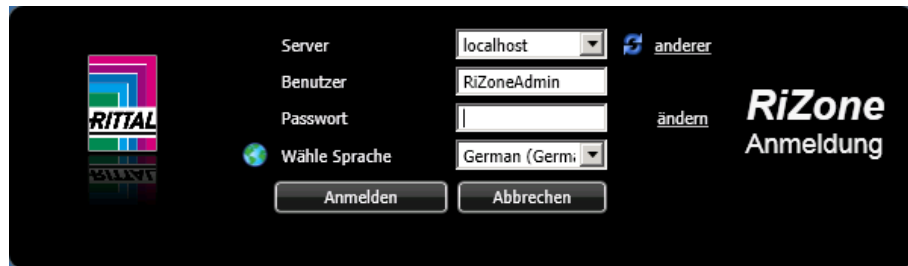 Server localhost anderer
Benutzer RiZoneAdmin
Passwort ändern
Wähle Sprache German (Germ
Anmelden Abbrechen
RITTAL
RiZone
Anmeldung